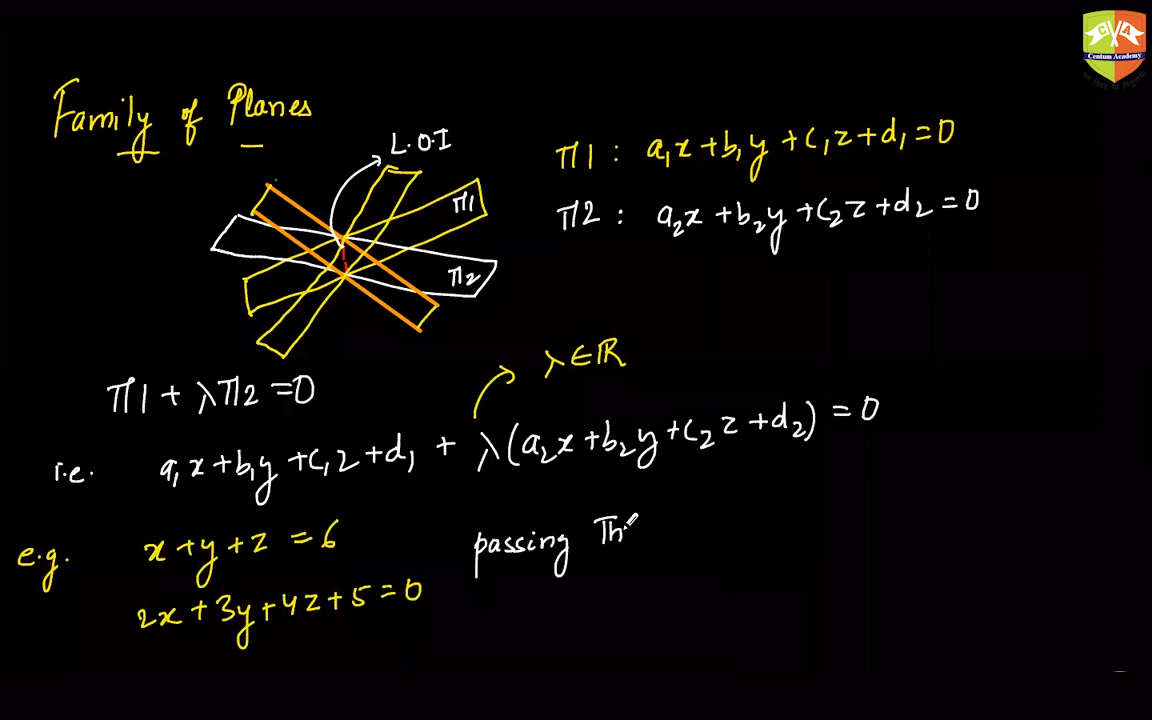 Family of Planes
L.O.I
π1
π2
π1 : a₁x + b₁y + c₁z + d₁ = 0
π2 : a₂x + b₂y + c₂z + d₂ = 0
λ ∈ ℝ
π1 + λπ2 = 0
i.e. a₁x + b₁y + c₁z + d₁ + λ(a₂x + b₂y + c₂z + d₂) = 0
e.g. x + y + z = 6
2x + 3y + 4z + 5 = 0
passing Th
C A
Centum Academy